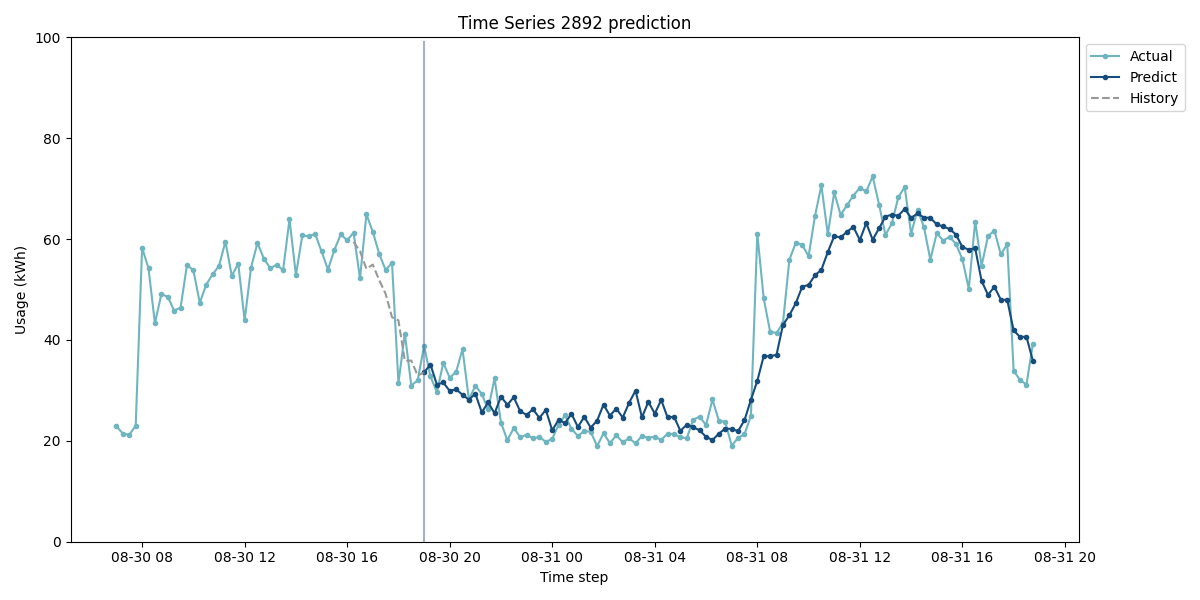 Time Series 2892 prediction
100
80
60
40
20
0
Usage (kWh)
08-30 08
08-30 12
08-30 16
08-30 20
08-31 00
08-31 04
08-31 08
08-31 12
08-31 16
08-31 20
Time step
Actual
Predict
History